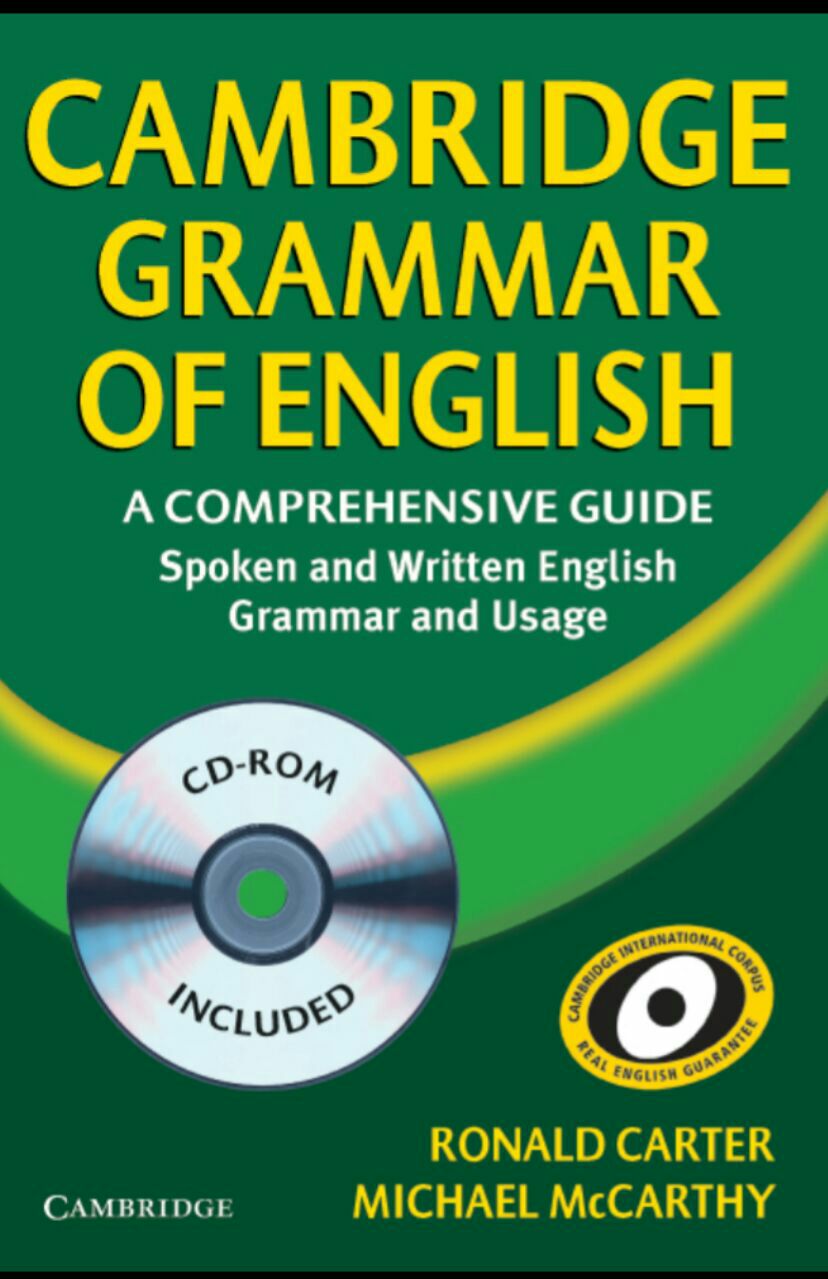 CAMBRIDGE
GRAMMAR
OF ENGLISH
A COMPREHENSIVE GUIDE
Spoken and Written English
Grammar and Usage
CD-ROM
INCLUDED
CAMBRIDGE INTERNATIONAL CORPUS
REAL ENGLISH GUARANTEE
RONALD CARTER
MICHAEL McCARTHY
CAMBRIDGE